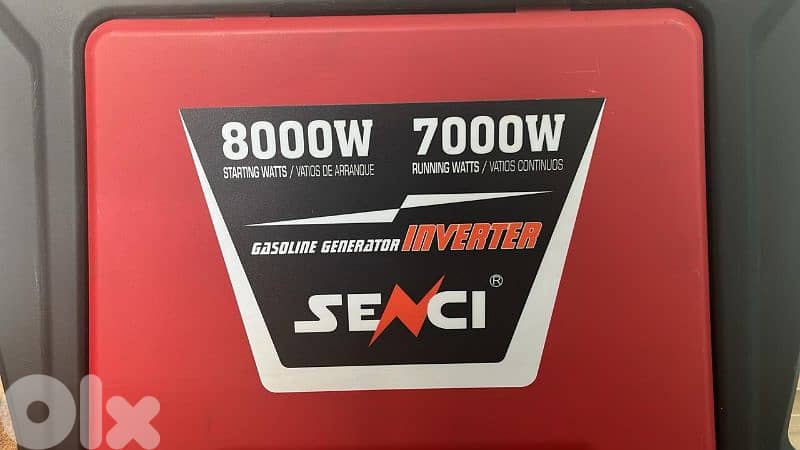 8000W 7000W
STARTING WATTS / VATIOS DE ARRANQUE RUNNING WATTS / VATIOS CONTINUOS
GASOLINE GENERATOR INVERTER
SENCI®
olx